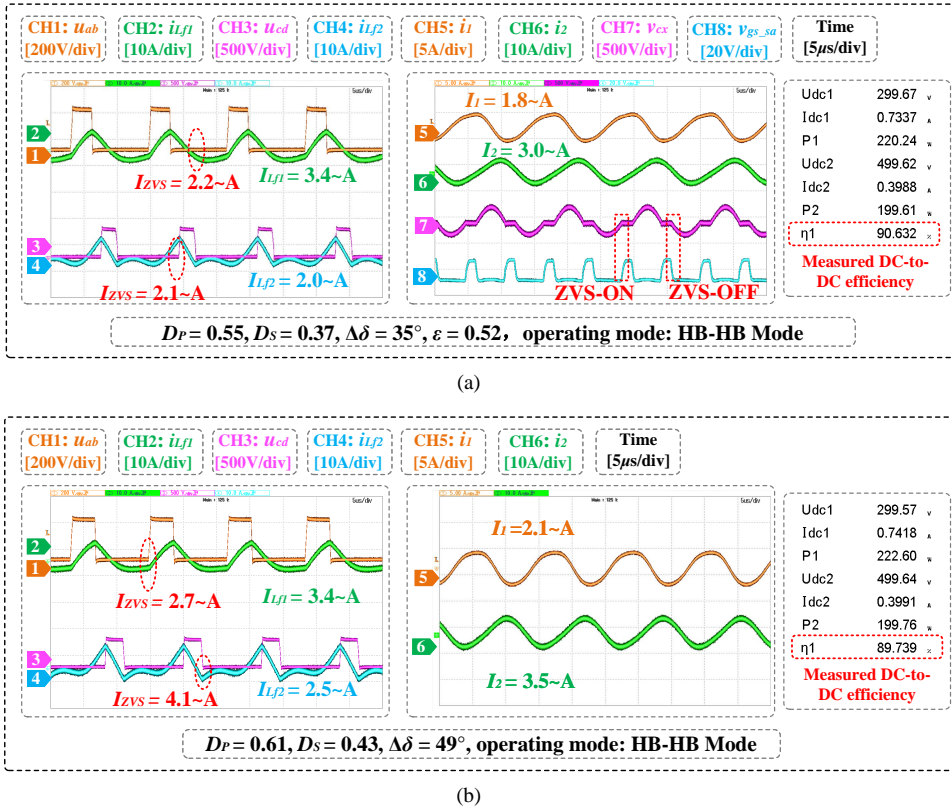 CH1: uab CH2: iLf1 CH3: ucd CH4: iLf2 CH5: i1 CH6: i2 CH7: vcx CH8: vgs_sa Time
[200V/div] [10A/div] [500V/div] [10A/div] [5A/div] [10A/div] [500V/div] [20V/div] [5μs/div]
5us/div
5us/div
2
1
IZVS = 2.2~A
ILf1 = 3.4~A
3
4
IZVS = 2.1~A
ILf2 = 2.0~A
I1 = 1.8~A
5
I2 = 3.0~A
6
7
8
ZVS-ON ZVS-OFF
Udc1 299.67 V
Idc1 0.7337 A
P1 220.24 W
Udc2 499.62 V
Idc2 0.3988 A
P2 199.61 W
η1 90.632 %
Measured DC-to-
DC efficiency
DP = 0.55, DS = 0.37, Δδ = 35°, ε = 0.52, operating mode: HB-HB Mode
(a)
CH1: uab CH2: iLf1 CH3: ucd CH4: iLf2 CH5: i1 CH6: i2 Time
[200V/div] [10A/div] [500V/div] [10A/div] [5A/div] [10A/div] [5μs/div]
5us/div
5us/div
2
1
IZVS = 2.7~A
ILf1 = 3.4~A
3
4
IZVS = 4.1~A
ILf2 = 2.5~A
I1 = 2.1~A
5
6
I2 = 3.5~A
Udc1 299.57 V
Idc1 0.7418 A
P1 222.60 W
Udc2 499.64 V
Idc2 0.3991 A
P2 199.76 W
η1 89.739 %
Measured DC-to-
DC efficiency
DP = 0.61, DS = 0.43, Δδ = 49°, operating mode: HB-HB Mode
(b)